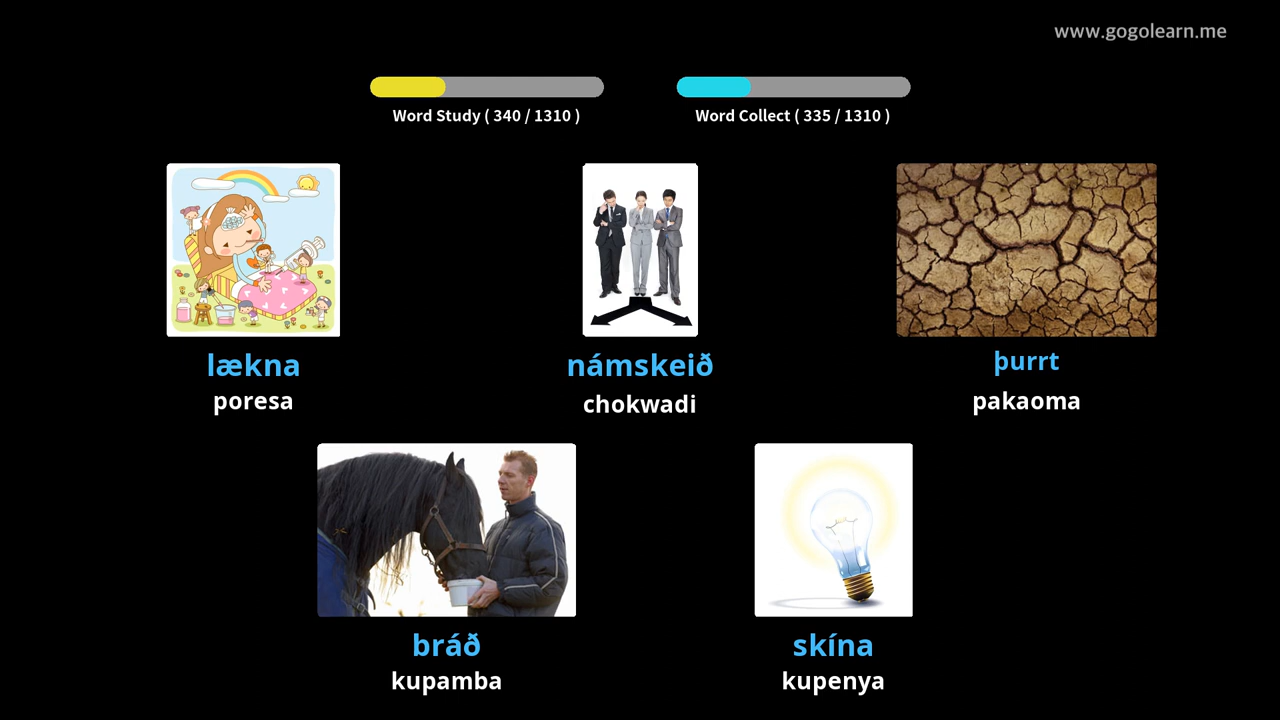 www.gogolearn.me
Word Study ( 340 / 1310 )
Word Collect ( 335 / 1310 )
lækna
poresa
námskeið
chokwadi
þurrt
pakaoma
bráð
kupamba
skína
kupenya